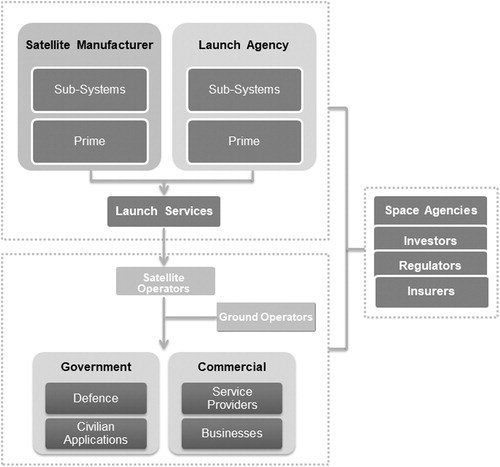 Satellite Manufacturer
Sub-Systems
Prime
Launch Agency
Sub-Systems
Prime
Launch Services
Satellite
Operators
Ground Operators
Government
Defence
Civilian
Applications
Commercial
Service
Providers
Businesses
Space Agencies
Investors
Regulators
Insurers